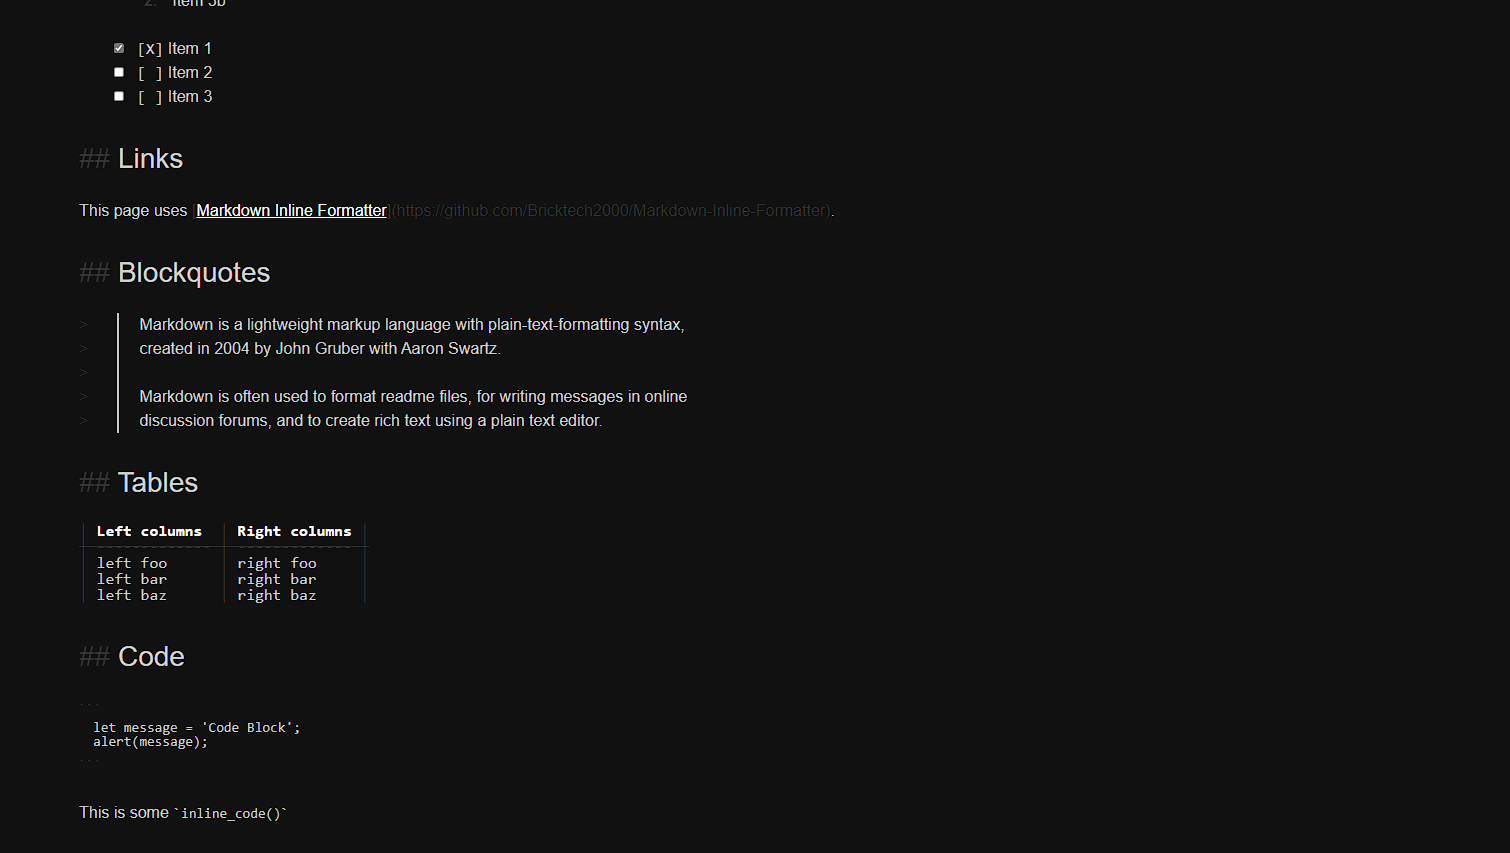 2. Item 3b
[X] Item 1
[ ] Item 2
[ ] Item 3
## Links
This page uses [Markdown Inline Formatter](https://github.com/Bricktech2000/Markdown-Inline-Formatter).
## Blockquotes
> Markdown is a lightweight markup language with plain-text-formatting syntax,
> created in 2004 by John Gruber with Aaron Swartz.
>
> Markdown is often used to format readme files, for writing messages in online
> discussion forums, and to create rich text using a plain text editor.
## Tables
| Left columns | Right columns |
| ------------- | ------------- |
| left foo | right foo |
| left bar | right bar |
| left baz | right baz |
## Code
```
let message = 'Code Block';
alert(message);
```
This is some `inline_code()`